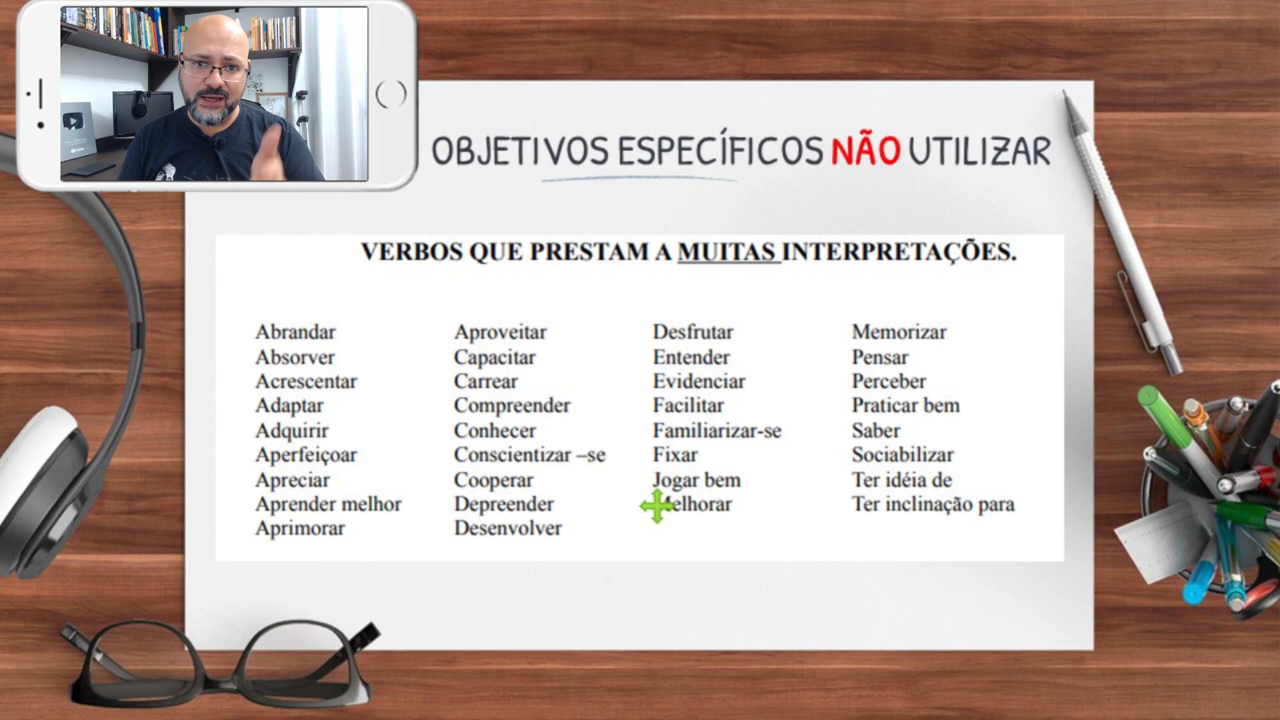 OBJETIVOS ESPECÍFICOS NÃO UTILIZAR
VERBOS QUE PRESTAM A MUITAS INTERPRETAÇÕES.
Abrandar Aproveitar Desfrutar Memorizar
Absorver Capacitar Entender Pensar
Acrescentar Carrear Evidenciar Perceber
Adaptar Compreender Facilitar Praticar bem
Adquirir Conhecer Familiarizar-se Saber
Aperfeiçoar Conscientizar –se Fixar Sociabilizar
Apreciar Cooperar Jogar bem Ter idéia de
Aprender melhor Depreender Melhorar Ter inclinação para
Aprimorar Desenvolver